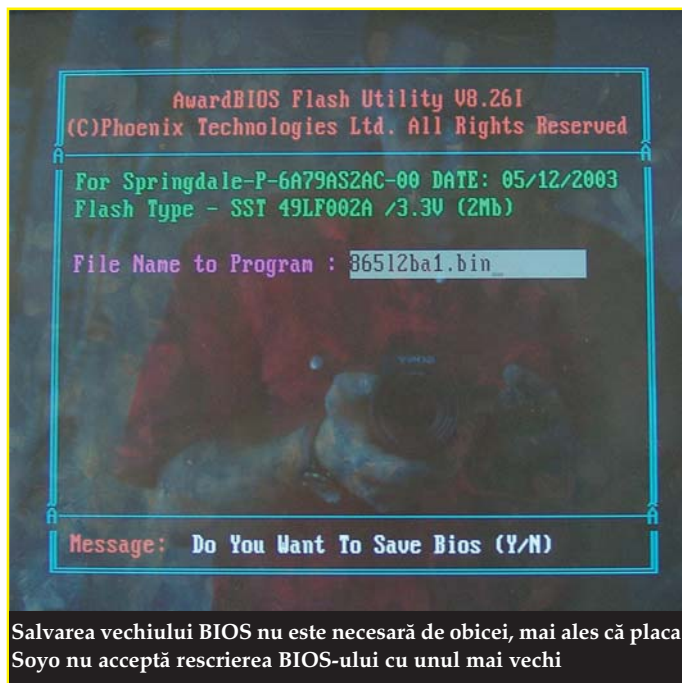 AwardBIOS Flash Utility V8.26I
(C)Phoenix Technologies Ltd. All Rights Reserved
For Springdale-P-6A79AS2AC-00 DATE: 05/12/2003
Flash Type - SST 49LF002A /3.3V (2Mb)
File Name to Program : 865l2ba1.bin_
Message: Do You Want To Save Bios (Y/N)
Salvarea vechiului BIOS nu este necesară de obicei, mai ales că placa
Soyo nu acceptă rescrierea BIOS-ului cu unul mai vechi